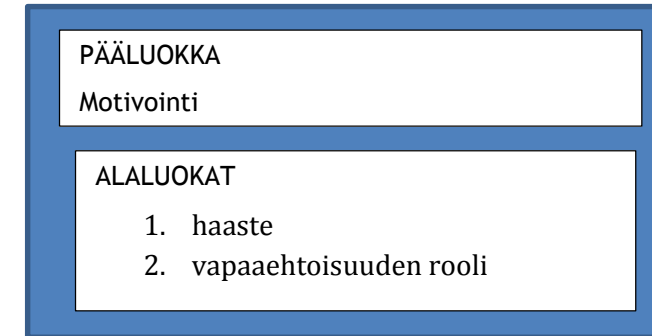 PÄÄLUOKKA
Motivointi
ALALUOKAT
1. haaste
2. vapaaehtoisuuden rooli